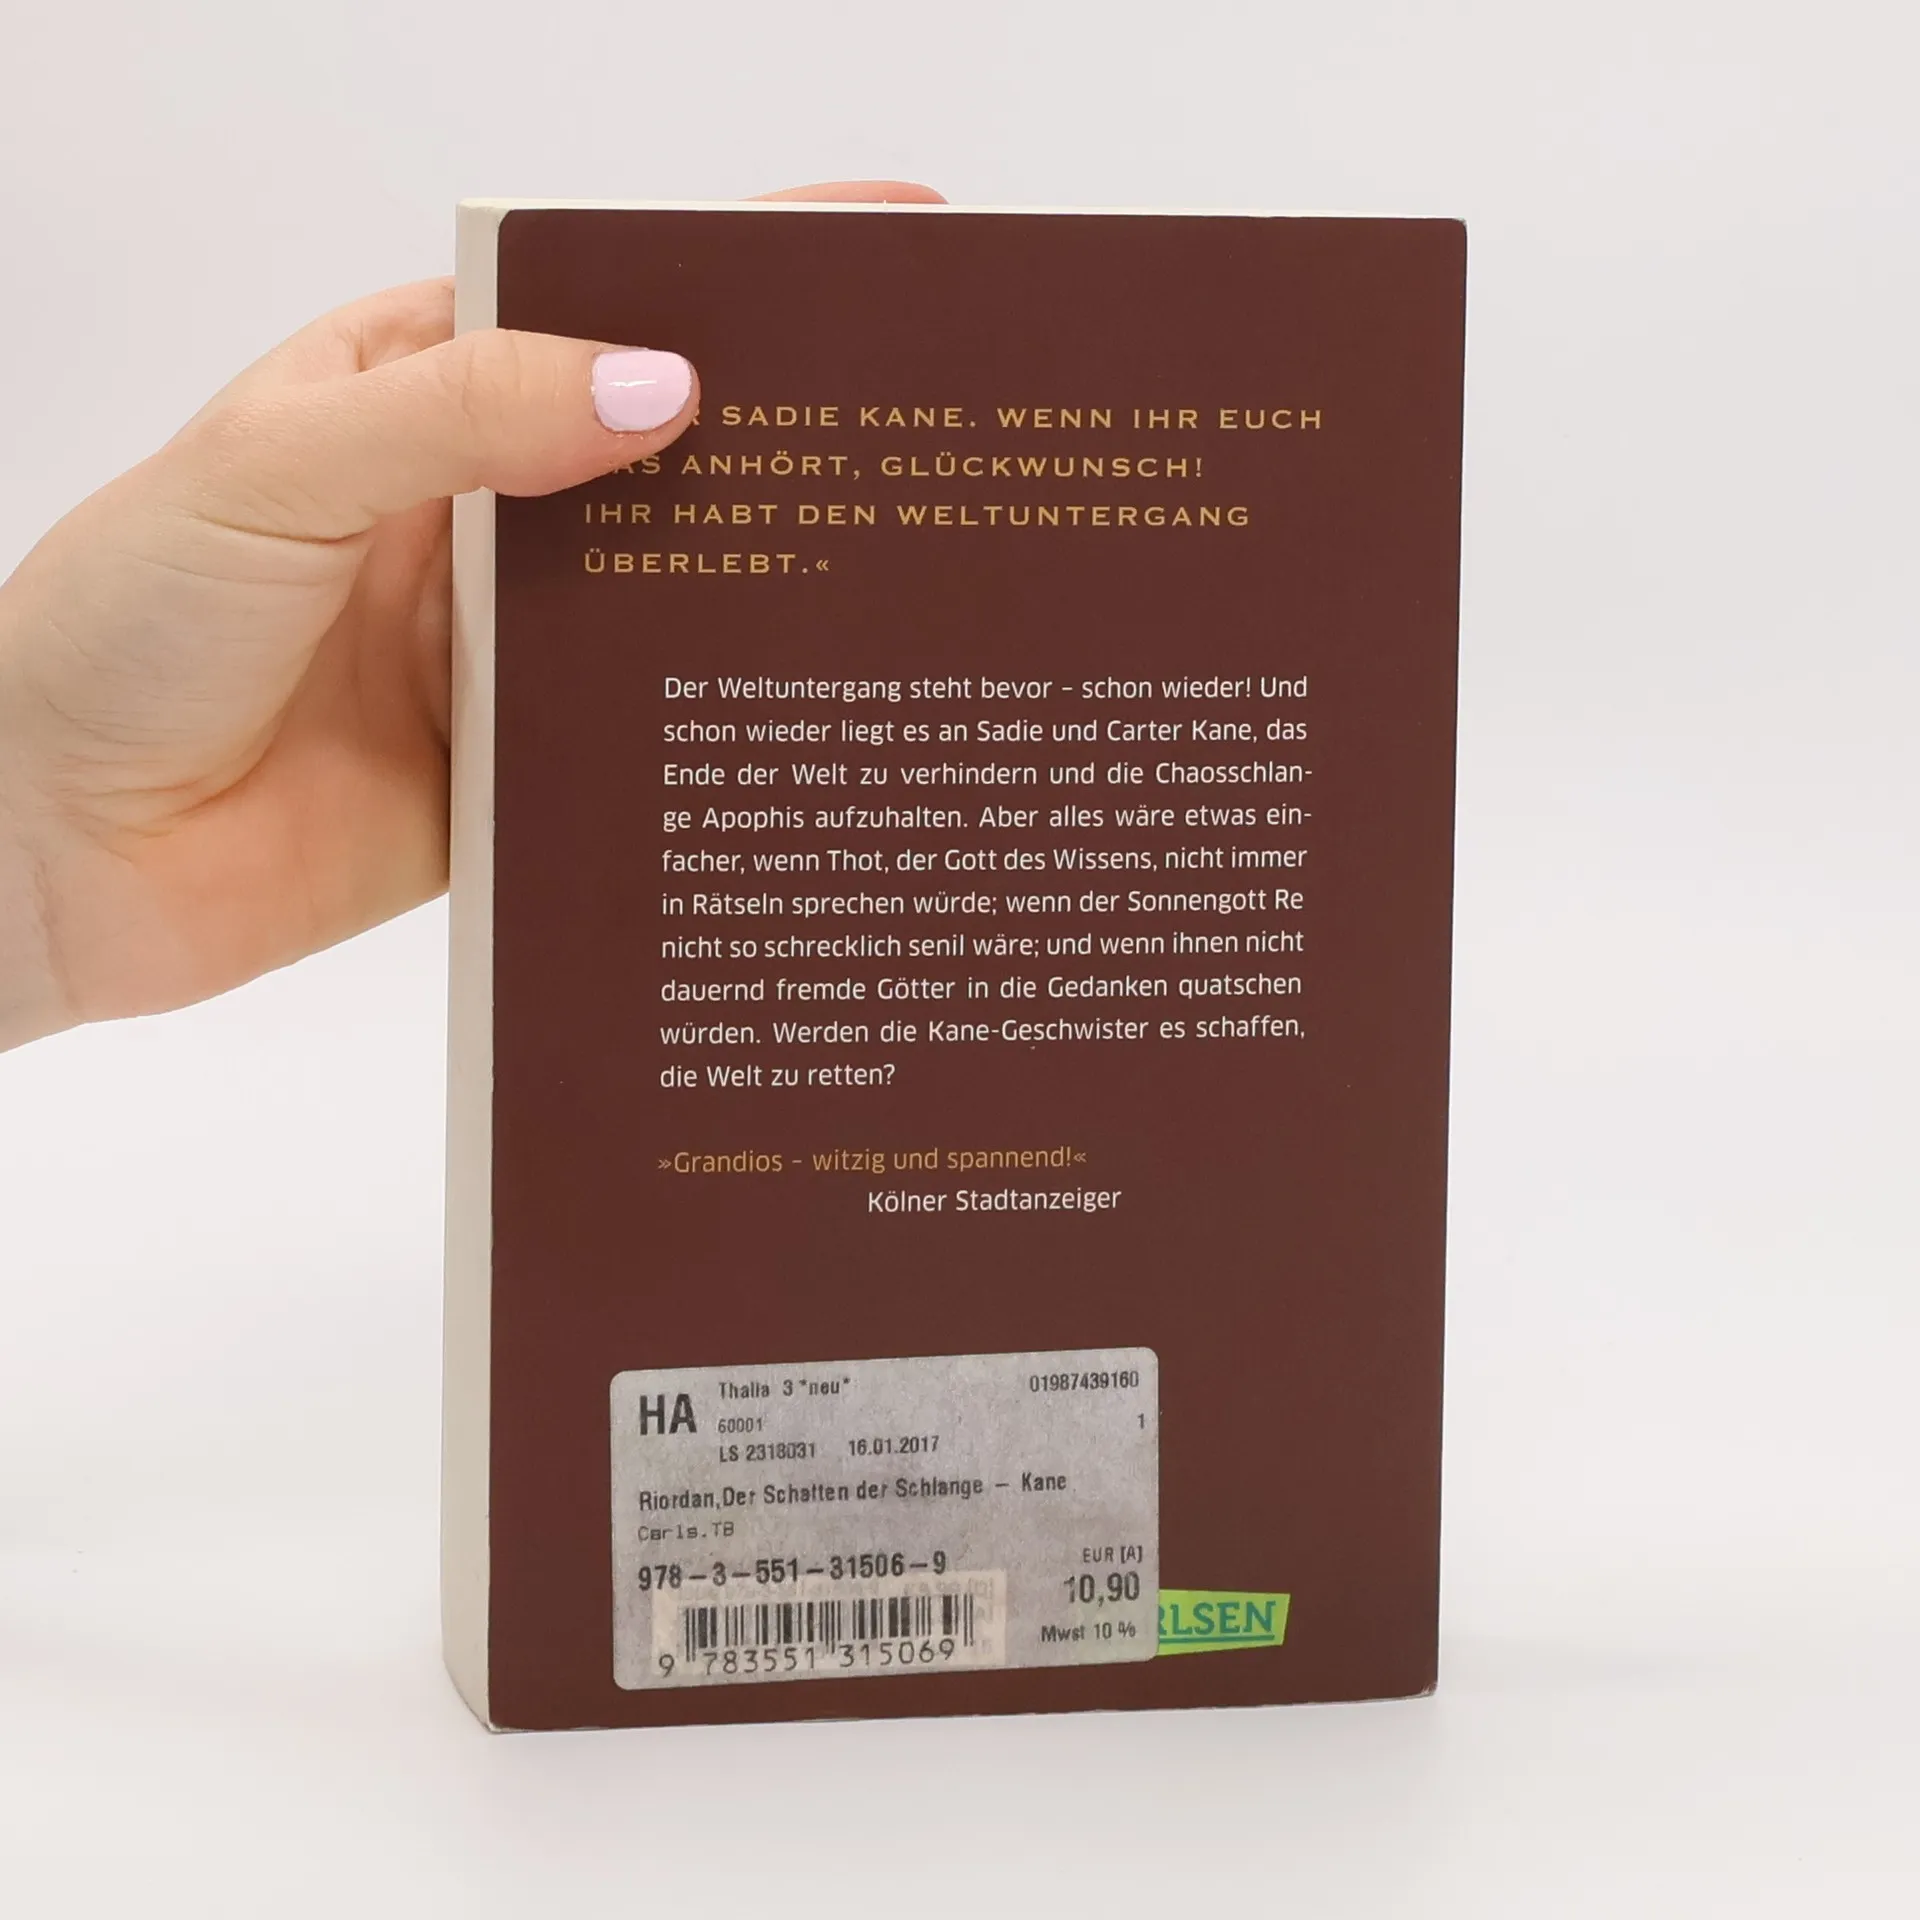 SADIE KANE. WENN IHR EUCH
ANHÖRT, GLÜCKWUNSCH!
IHR HABT DEN WELTUNTERGANG
ÜBERLEBT.«
Der Weltuntergang steht bevor – schon wieder! Und
schon wieder liegt es an Sadie und Carter Kane, das
Ende der Welt zu verhindern und die Chaosschlan-
ge Apophis aufzuhalten. Aber alles wäre etwas ein-
facher, wenn Thot, der Gott des Wissens, nicht immer
in Rätseln sprechen würde; wenn der Sonnengott Re
nicht so schrecklich senil wäre; und wenn ihnen nicht
dauernd fremde Götter in die Gedanken quatschen
würden. Werden die Kane-Geschwister es schaffen,
die Welt zu retten?
»Grandios – witzig und spannend!«
Kölner Stadtanzeiger
HA Thalia 3 *neu* 01987439160
60001 1
LS 2318031 16.01.2017
Riordan,Der Schatten der Schlange – Kane
Carls.TB
978–3–551–31506–9 EUR [A]
10,90
Mwst 10 %
9 783551 315069
RLSEN